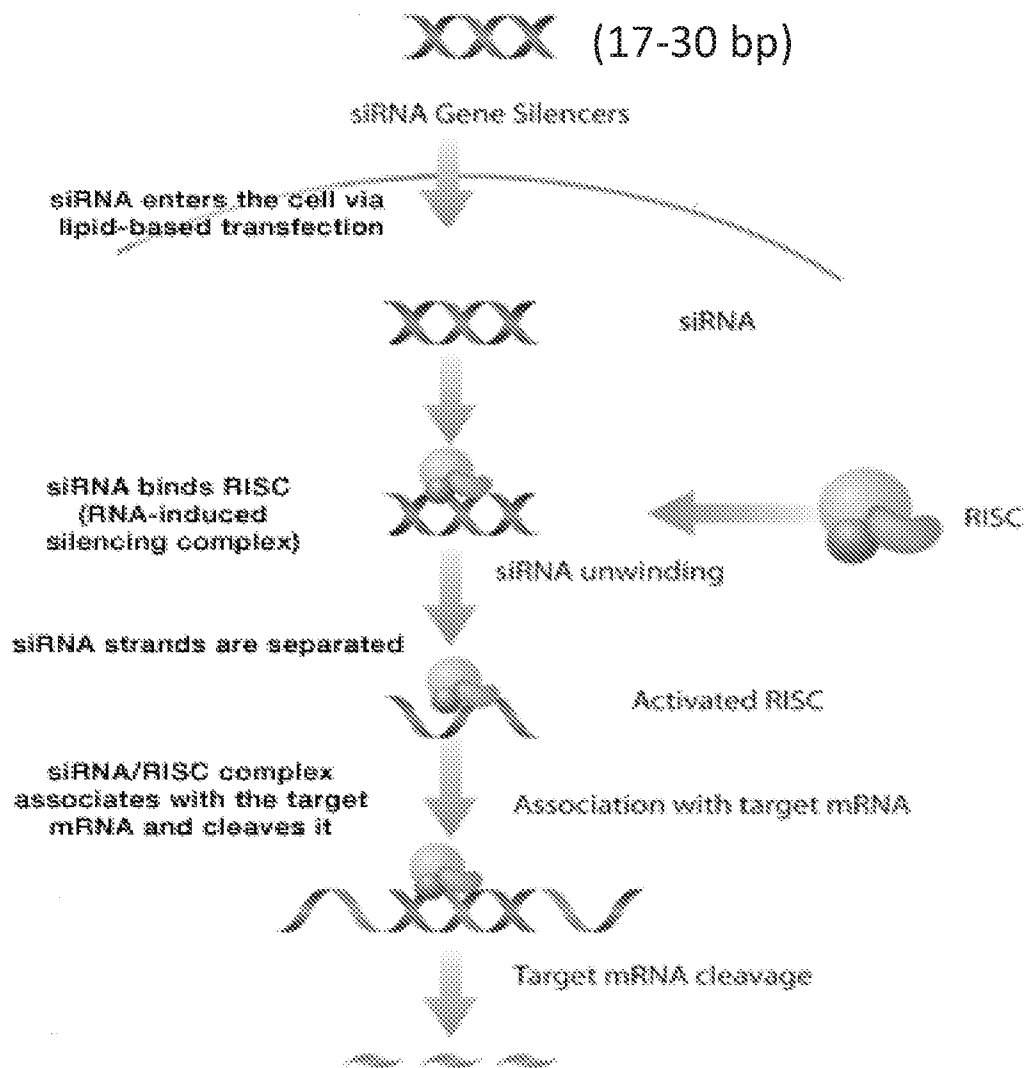 (17-30 bp)
siRNA Gene Silencers
siRNA enters the cell via
lipid-based transfection
siRNA
siRNA binds RISC
(RNA-induced
silencing complex)
RISC
siRNA unwinding
siRNA strands are separated
Activated RISC
siRNA/RISC complex
associates with the target
mRNA and cleaves it
Association with target mRNA
Target mRNA cleavage